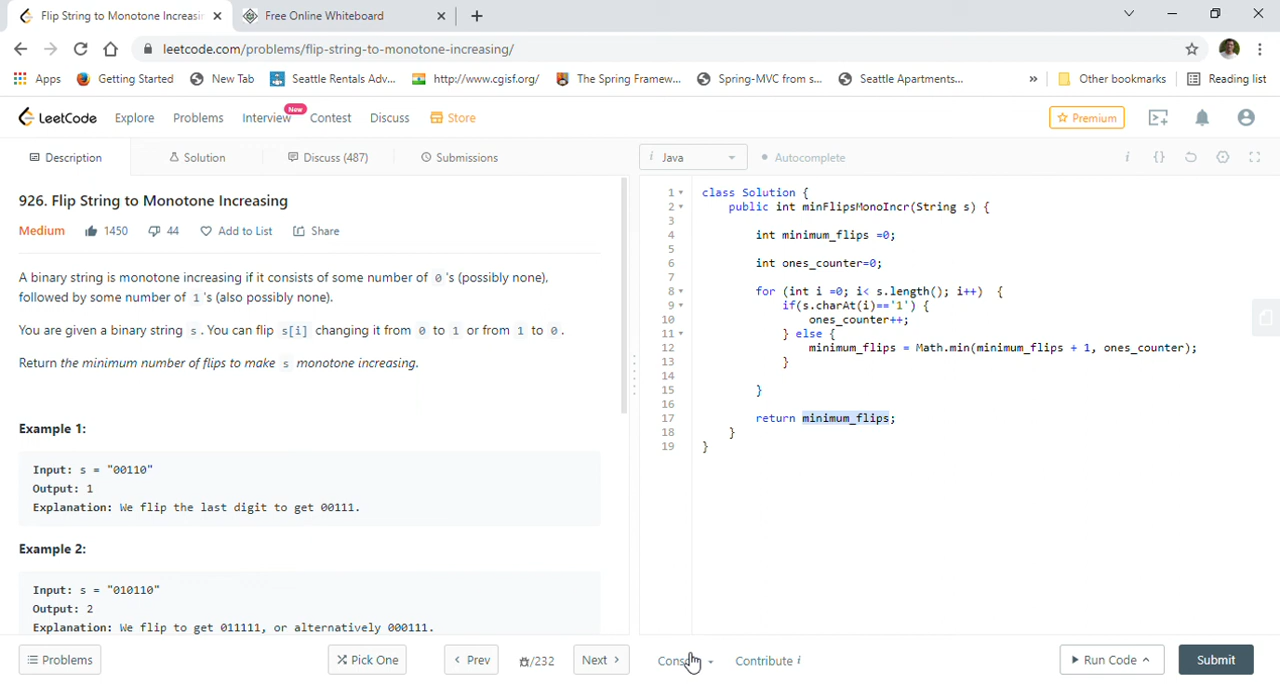 Flip String to Monotone Increasin
Free Online Whiteboard
leetcode.com/problems/flip-string-to-monotone-increasing/
Apps
Getting Started
New Tab
Seattle Rentals Adv...
http://www.cgisf.org/
The Spring Framew...
Spring-MVC from s...
Seattle Apartments...
»
Other bookmarks
Reading list
LeetCode
Explore
Problems
Interview
New
Contest
Discuss
Store
Premium
Description
Solution
Discuss (487)
Submissions
i Java
Autocomplete
i
{}
926. Flip String to Monotone Increasing
Medium
1450
44
Add to List
Share
A binary string is monotone increasing if it consists of some number of 0 's (possibly none),
followed by some number of 1 's (also possibly none).
You are given a binary string s . You can flip s[i] changing it from 0 to 1 or from 1 to 0 .
Return the minimum number of flips to make s monotone increasing.
Example 1:
Input: s = "00110"
Output: 1
Explanation: We flip the last digit to get 00111.
Example 2:
Input: s = "010110"
Output: 2
Explanation: We flip to get 011111, or alternatively 000111.
1 class Solution {
2 public int minFlipsMonoIncr(String s) {
3
4 int minimum_flips =0;
5
6 int ones_counter=0;
7
8 for (int i =0; i< s.length(); i++) {
9 if(s.charAt(i)=='1') {
10 ones_counter++;
11 } else {
12 minimum_flips = Math.min(minimum_flips + 1, ones_counter);
13 }
14
15 }
16
17 return minimum_flips;
18 }
19 }
Problems
Pick One
Prev
/232
Next
Contribute i
Run Code
Submit